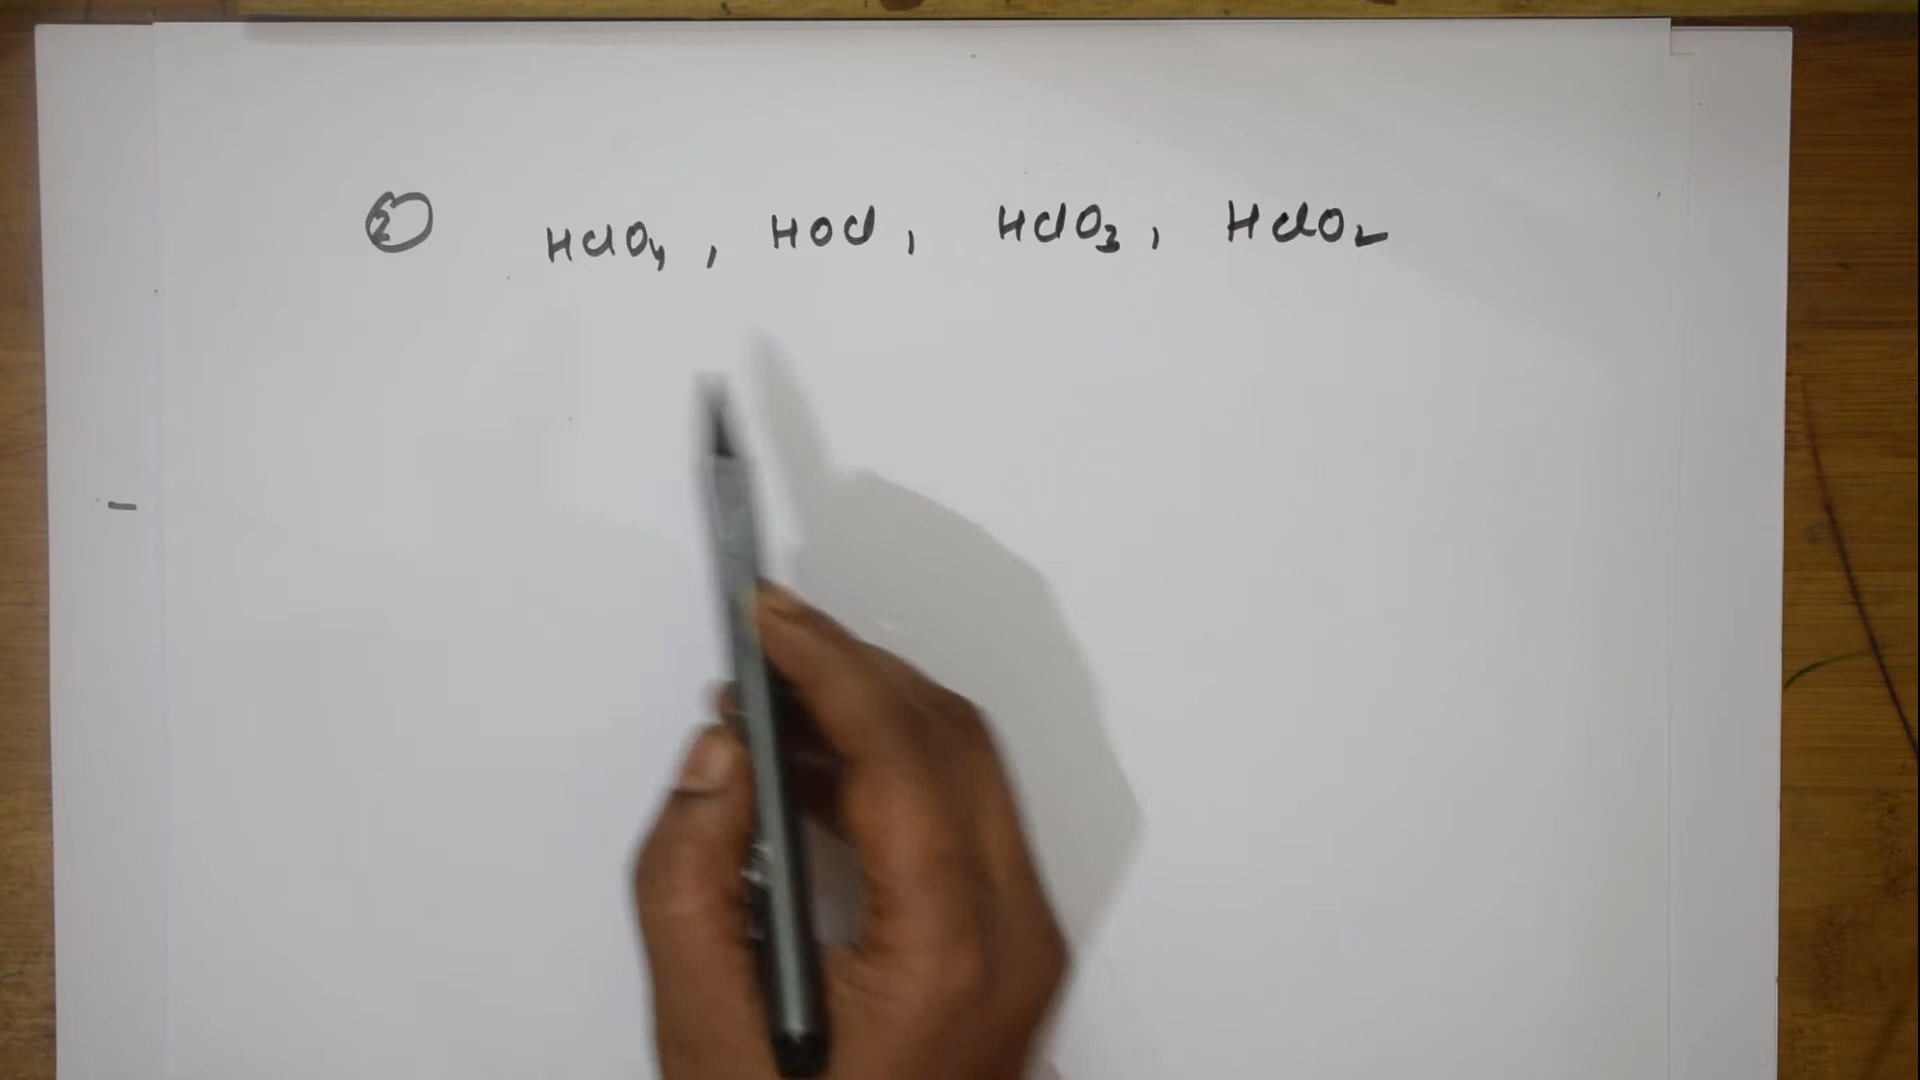 ② HClO₄, HOCl, HClO₃, HClO₂